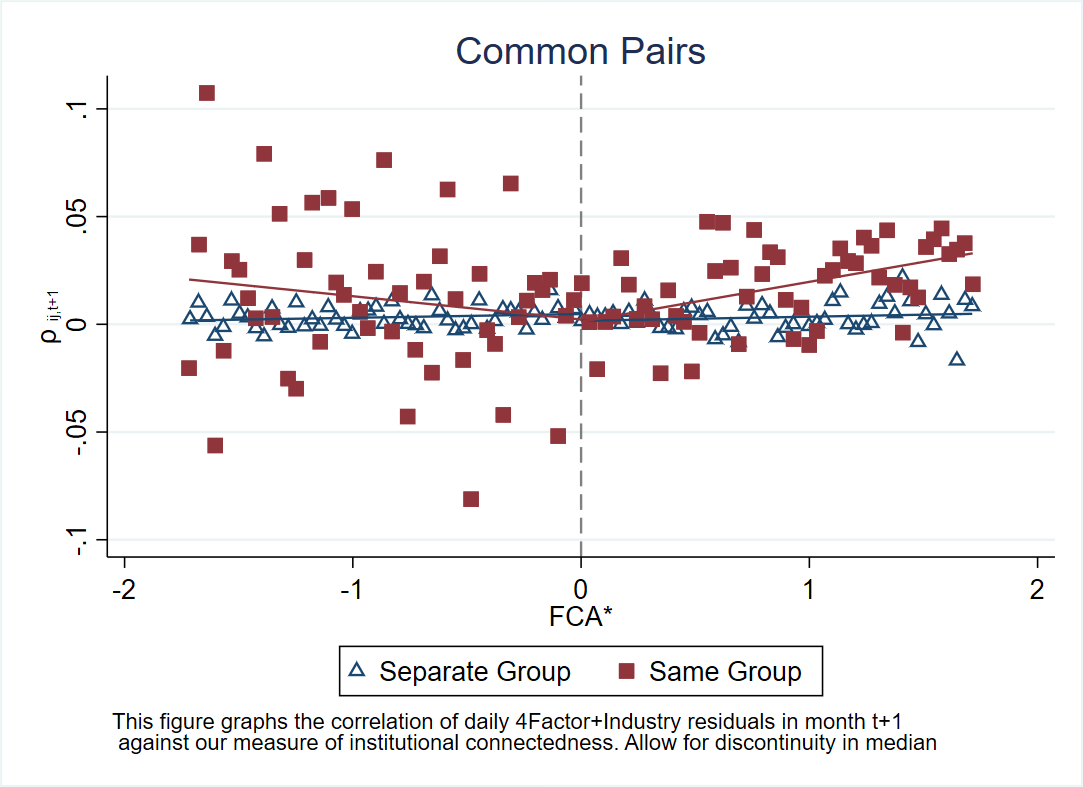 Common Pairs
.1
.05
0
-.05
-.1
ρ ij,t+1
-2 -1 0 1 2
FCA*
Separate Group Same Group
This figure graphs the correlation of daily 4Factor+Industry residuals in month t+1
against our measure of institutional connectedness. Allow for discontinuity in median